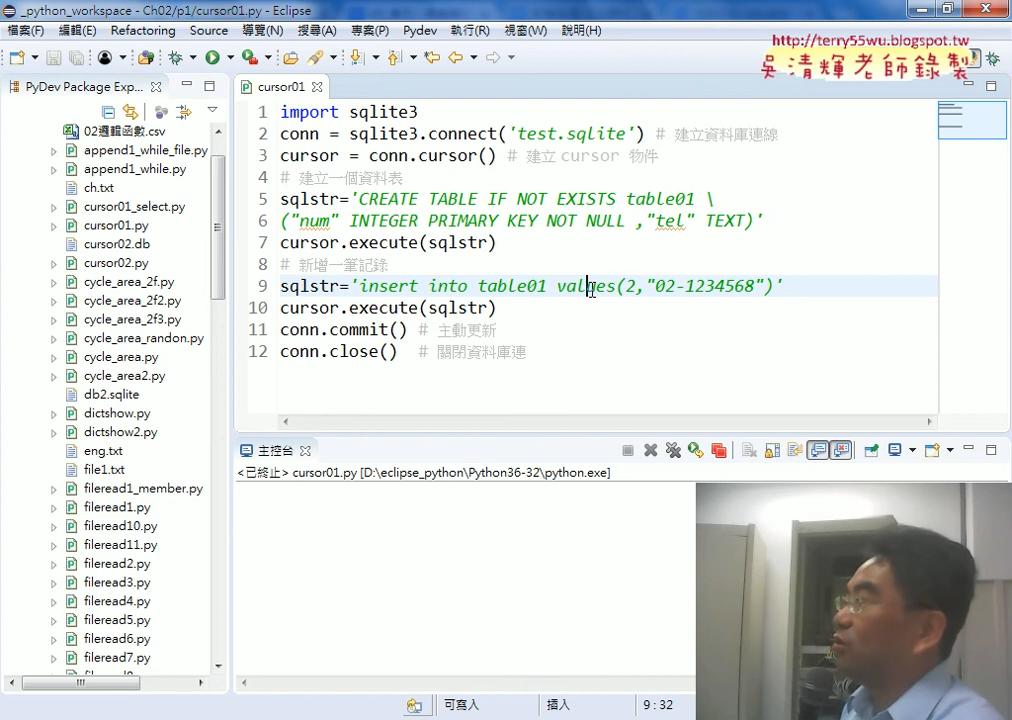 _python_workspace - Ch02/p1/cursor01.py - Eclipse
檔案(F) 編輯(E) Refactoring Source 導覽(N) 搜尋(A) 專案(P) Pydev 執行(R) 視窗(W) 說明(H)
http://terry55wu.blogspot.tw
吳清輝老師錄製
PyDev Package Exp...
cursor01
02邏輯函數.csv
append1_while_file.py
append1_while.py
ch.txt
cursor01_select.py
cursor01.py
cursor02.db
cursor02.py
cycle_area_2f.py
cycle_area_2f2.py
cycle_area_2f3.py
cycle_area_randon.py
cycle_area.py
cycle_area2.py
db2.sqlite
dictshow.py
dictshow2.py
eng.txt
file1.txt
fileread1_member.py
fileread1.py
fileread10.py
fileread11.py
fileread2.py
fileread3.py
fileread4.py
fileread5.py
fileread6.py
fileread7.py
1 import sqlite3
2 conn = sqlite3.connect('test.sqlite') # 建立資料庫連線
3 cursor = conn.cursor() # 建立 cursor 物件
4 # 建立一個資料表
5 sqlstr='CREATE TABLE IF NOT EXISTS table01 \
6 ("num" INTEGER PRIMARY KEY NOT NULL ,"tel" TEXT)'
7 cursor.execute(sqlstr)
8 # 新增一筆記錄
9 sqlstr='insert into table01 values(2,"02-1234568")'
10 cursor.execute(sqlstr)
11 conn.commit() # 主動更新
12 conn.close() # 關閉資料庫連
主控台
<已終止> cursor01.py [D:\eclipse_python\Python36-32\python.exe]
可寫入 插入 9:32